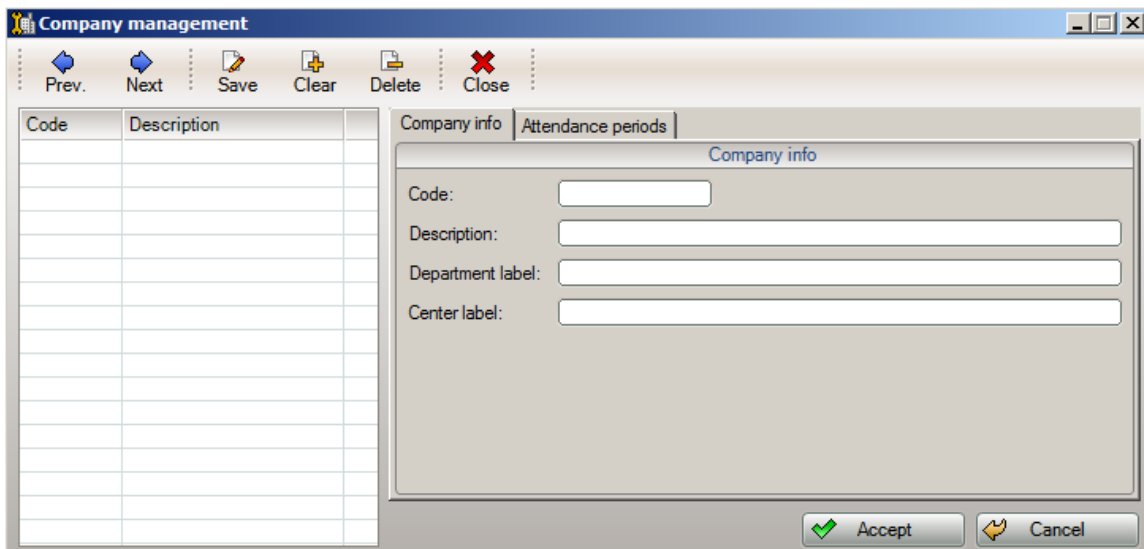 Company management
Prev. Next Save Clear Delete Close
Code Description
Company info Attendance periods
Company info
Code:
Description:
Department label:
Center label:
Accept Cancel